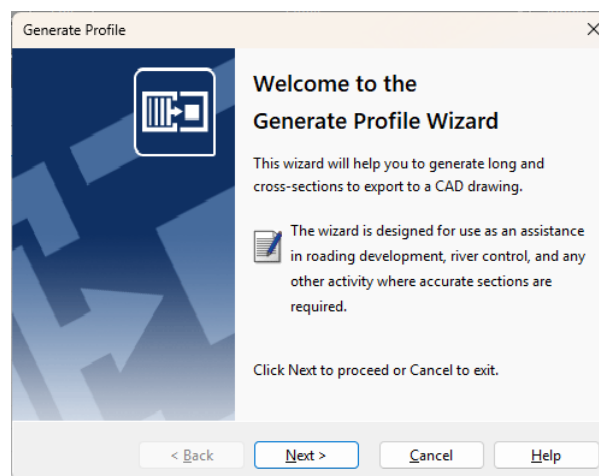 Generate Profile
Welcome to the
Generate Profile Wizard
This wizard will help you to generate long and
cross-sections to export to a CAD drawing.
The wizard is designed for use as an assistance
in roading development, river control, and any
other activity where accurate sections are
required.
Click Next to proceed or Cancel to exit.
< Back
Next >
Cancel
Help